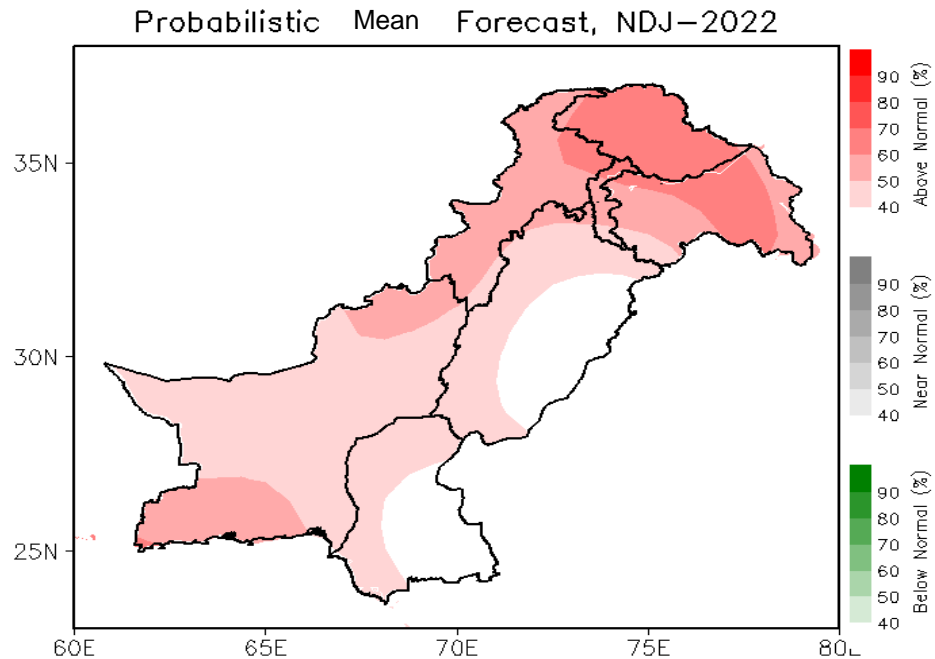 Probabilistic Mean Forecast, NDJ-2022
35N
30N
25N
60E
65E
70E
75E
80L
90
80
70
60
50
40
Above Normal (%)
90
80
70
60
50
40
Near Normal (%)
90
80
70
60
50
40
Below Normal (%)